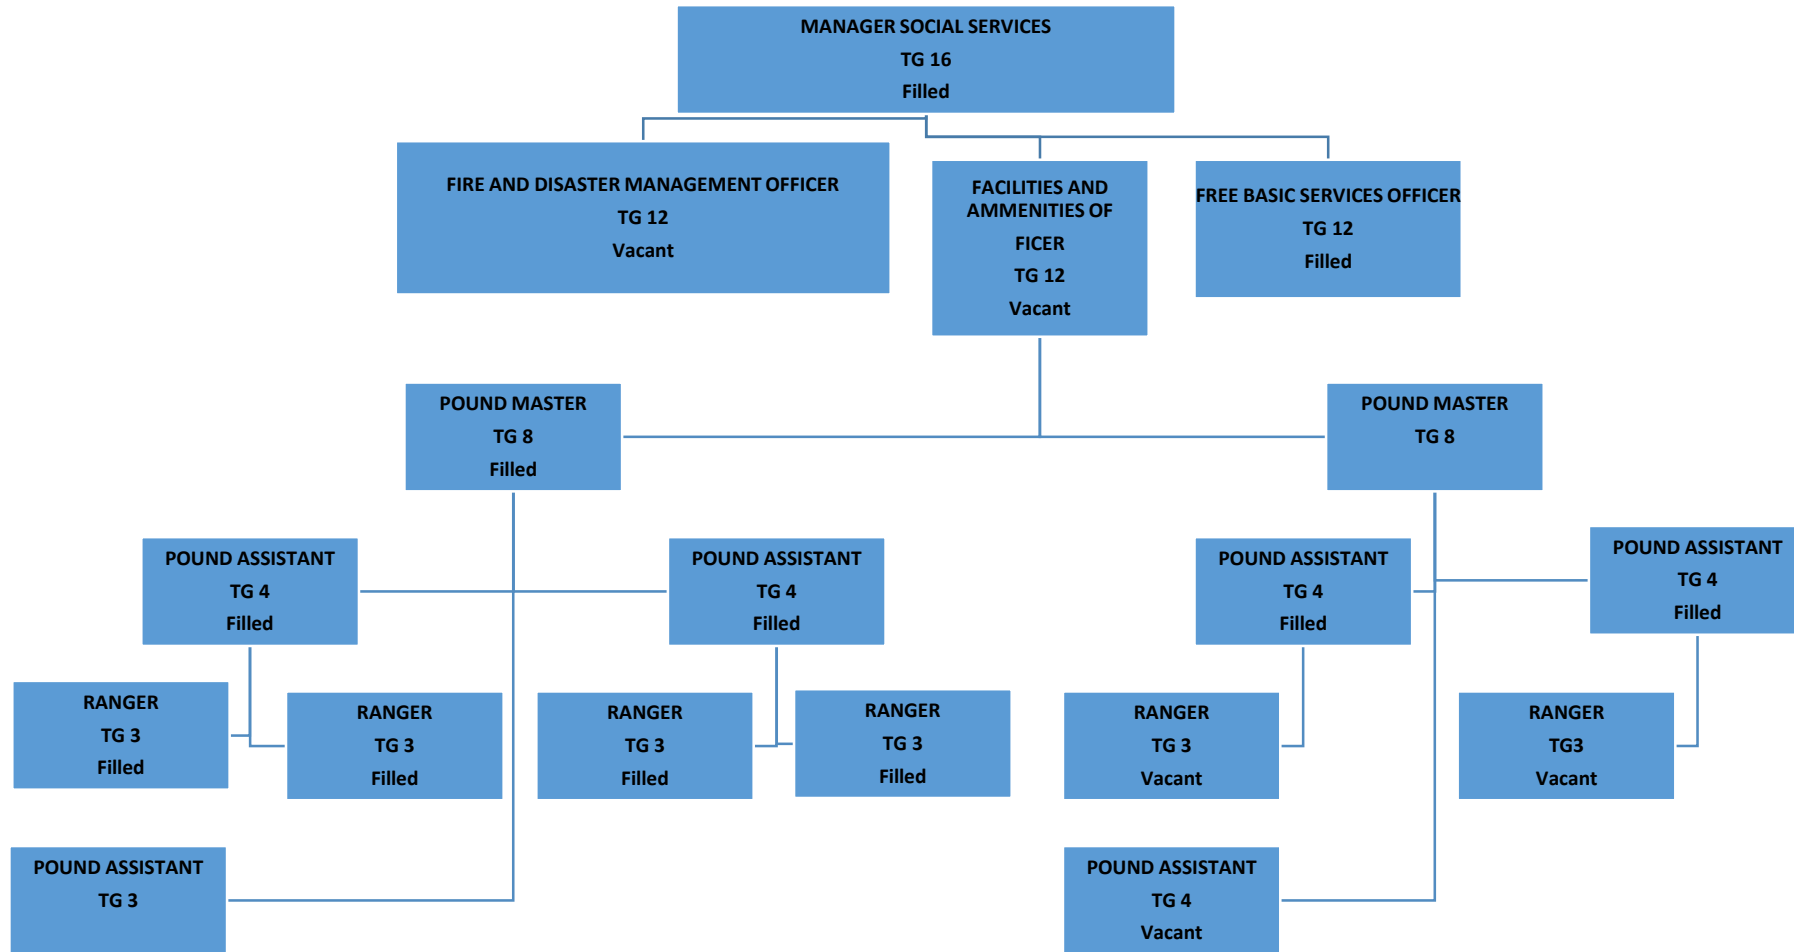 MANAGER SOCIAL SERVICES
TG 16
Filled
FIRE AND DISASTER MANAGEMENT OFFICER
TG 12
Vacant
FACILITIES AND
AMMENITIES OF
FICER
TG 12
Vacant
FREE BASIC SERVICES OFFICER
TG 12
Filled
POUND MASTER
TG 8
Filled
POUND MASTER
TG 8
POUND ASSISTANT
TG 4
Filled
POUND ASSISTANT
TG 4
Filled
POUND ASSISTANT
TG 4
Filled
POUND ASSISTANT
TG 4
Filled
RANGER
TG 3
Filled
RANGER
TG 3
Filled
RANGER
TG 3
Filled
RANGER
TG 3
Filled
RANGER
TG 3
Vacant
RANGER
TG3
Vacant
POUND ASSISTANT
TG 3
POUND ASSISTANT
TG 4
Vacant